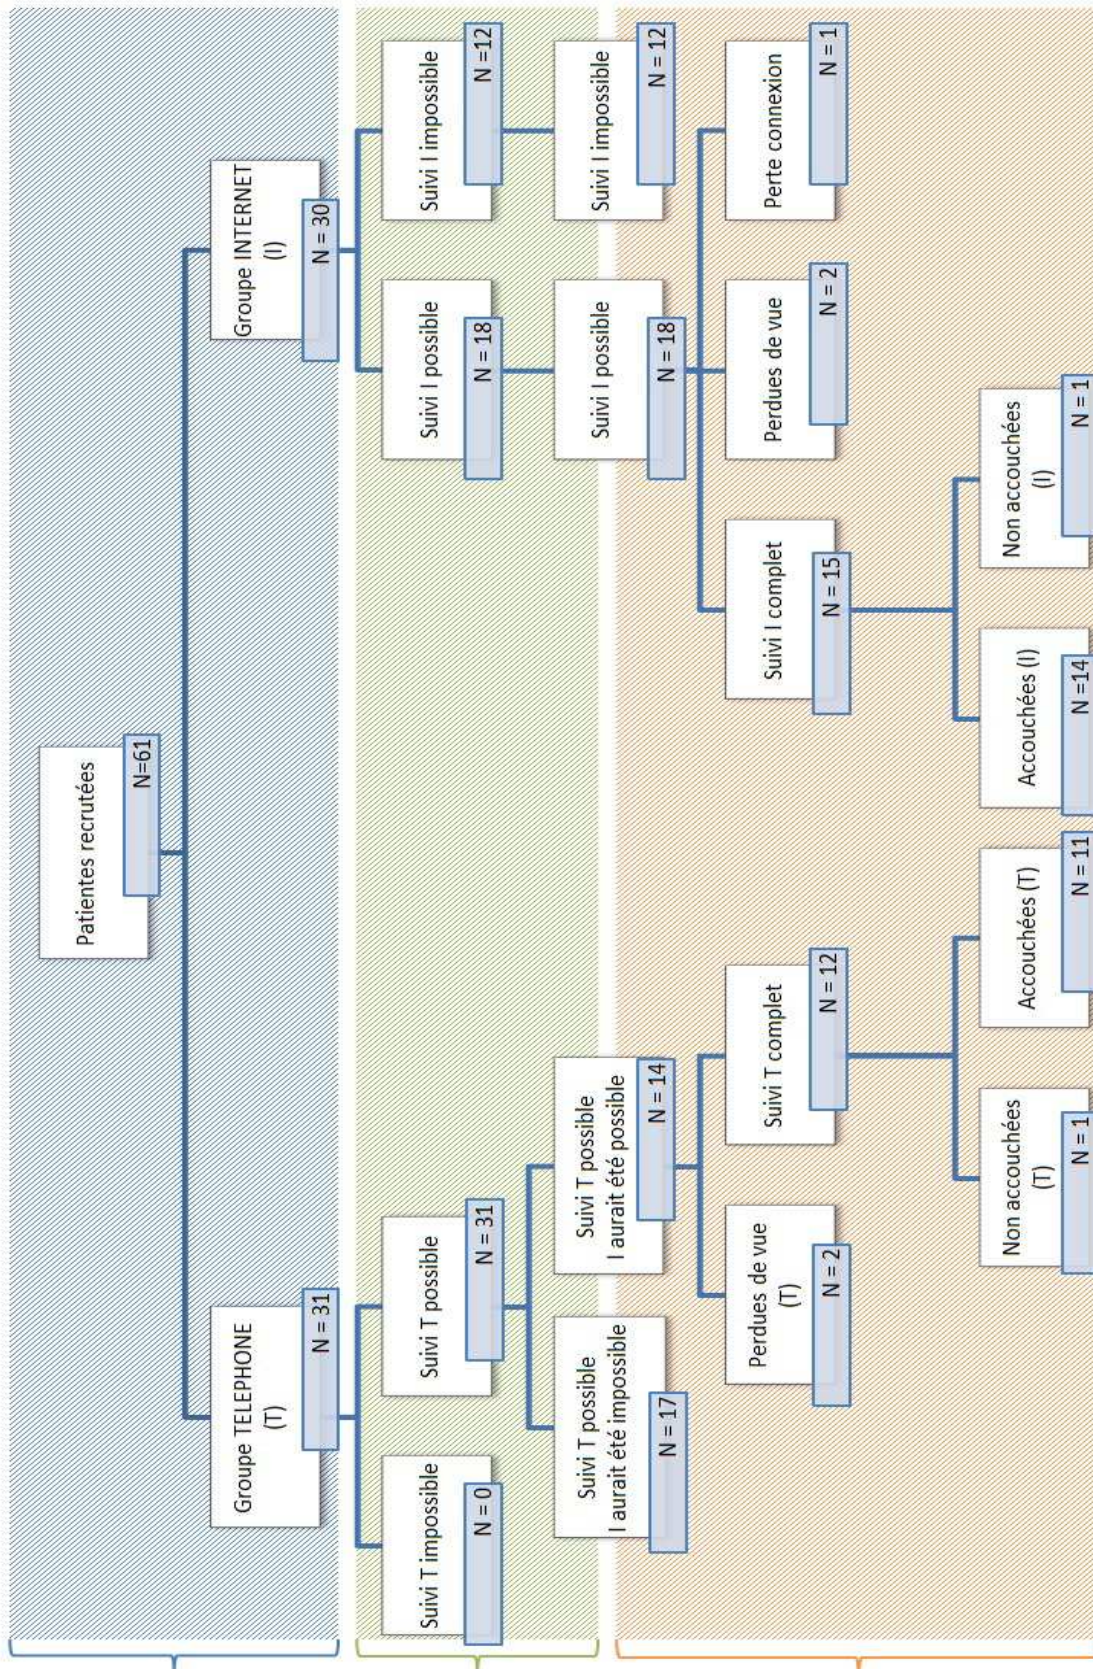 Patientes recrutées
N=61
Groupe TELEPHONE
(T)
N = 31
Groupe INTERNET
(I)
N = 30
Suivi T impossible
N = 0
Suivi T possible
N = 31
Suivi I possible
N = 18
Suivi I impossible
N =12
Suivi T possible
I aurait été impossible
N = 17
Suivi T possible
I aurait été possible
N = 14
Suivi I possible
N = 18
Suivi I impossible
N = 12
Perdues de vue
(T)
N = 2
Suivi T complet
N = 12
Suivi I complet
N = 15
Perdues de vue
N = 2
Perte connexion
N = 1
Non accouchées
(T)
N = 1
Accouchées (T)
N = 11
Accouchées (I)
N =14
Non accouchées
(I)
N = 1